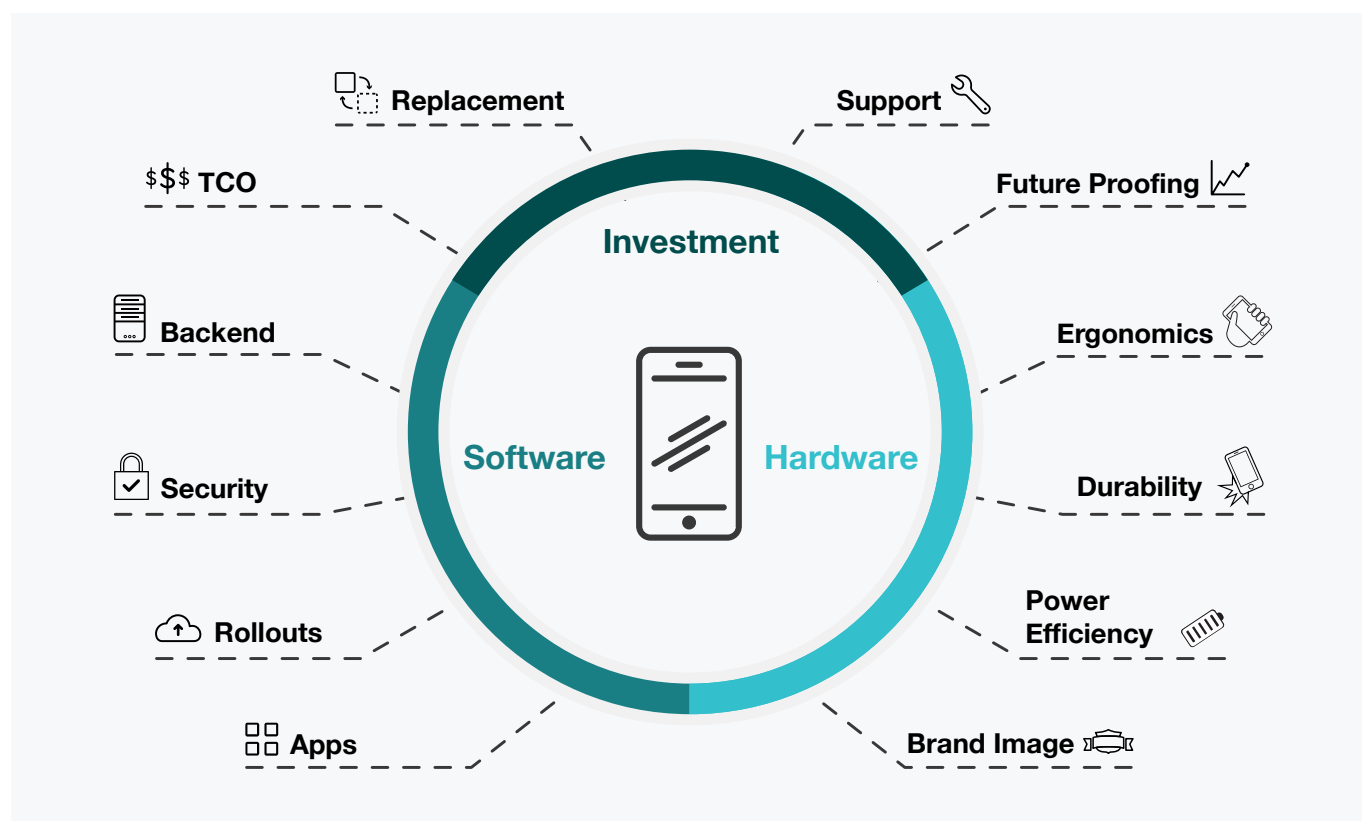 Replacement
Support
$$$ TCO
Future Proofing
Investment
Backend
Ergonomics
Software
Hardware
Security
Durability
Rollouts
Power
Efficiency
Apps
Brand Image